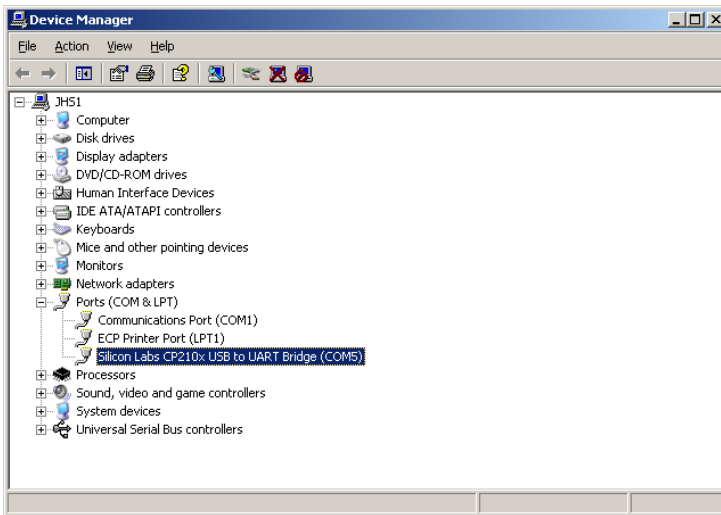 Device Manager
File Action View Help
JHS1
Computer
Disk drives
Display adapters
DVD/CD-ROM drives
Human Interface Devices
IDE ATA/ATAPI controllers
Keyboards
Mice and other pointing devices
Monitors
Network adapters
Ports (COM & LPT)
Communications Port (COM1)
ECP Printer Port (LPT1)
Silicon Labs CP210x USB to UART Bridge (COM5)
Processors
Sound, video and game controllers
System devices
Universal Serial Bus controllers